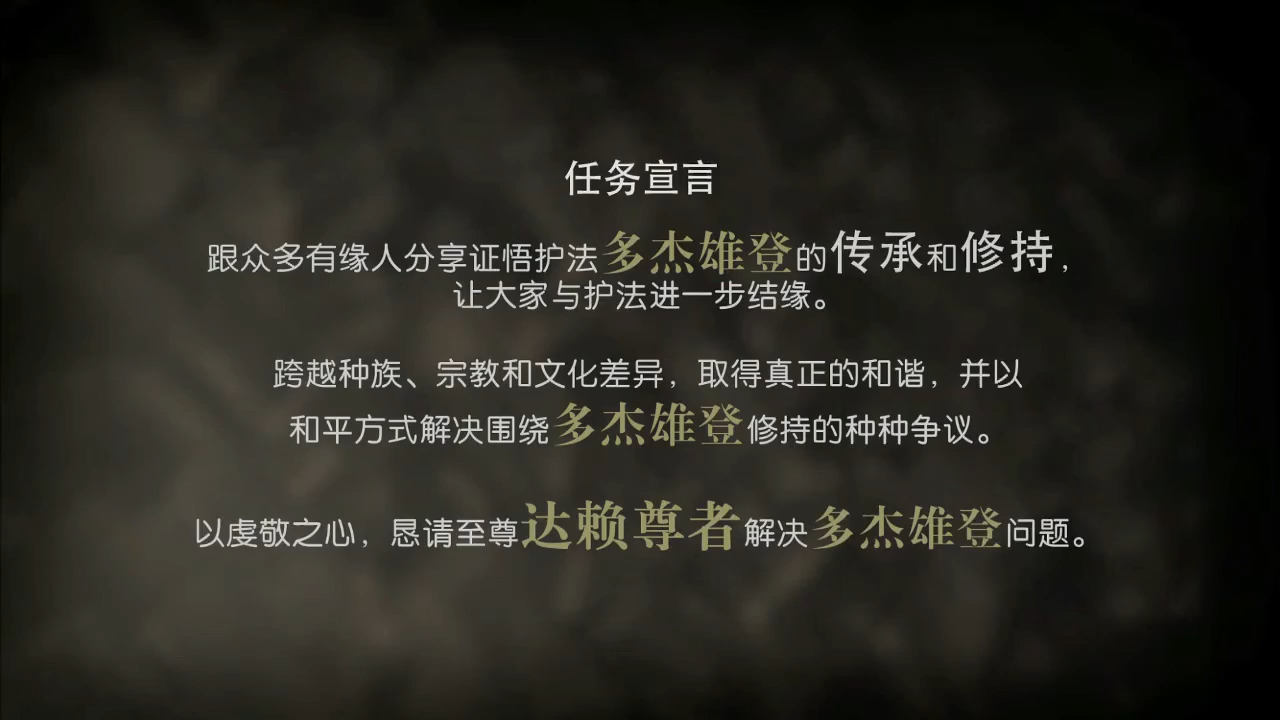 任务宣言
跟众多有缘人分享证悟护法多杰雄登的传承和修持，
让大家与护法进一步结缘。
跨越种族、宗教和文化差异，取得真正的和谐，并以
和平方式解决围绕多杰雄登修持的种种争议。
以虔敬之心，恳请至尊达赖尊者解决多杰雄登问题。